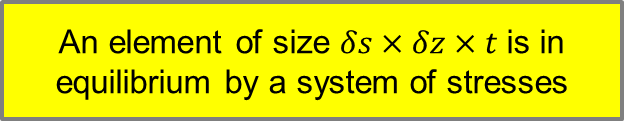 An element of size 𝛿𝑠 × 𝛿𝑧 × 𝑡 is in
equilibrium by a system of stresses